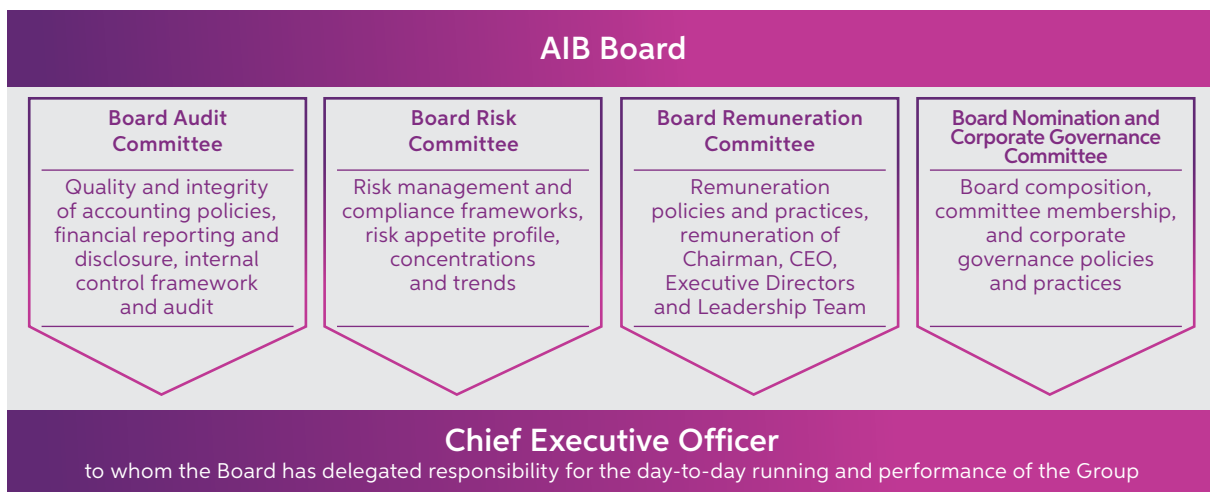 AIB Board
Board Audit
Committee
Quality and integrity
of accounting policies,
financial reporting and
disclosure, internal
control framework
and audit
Board Risk
Committee
Risk management and
compliance frameworks,
risk appetite profile,
concentrations
and trends
Board Remuneration
Committee
Remuneration
policies and practices,
remuneration of
Chairman, CEO,
Executive Directors
and Leadership Team
Board Nomination and
Corporate Governance
Committee
Board composition,
committee membership,
and corporate
governance policies
and practices
Chief Executive Officer
to whom the Board has delegated responsibility for the day-to-day running and performance of the Group